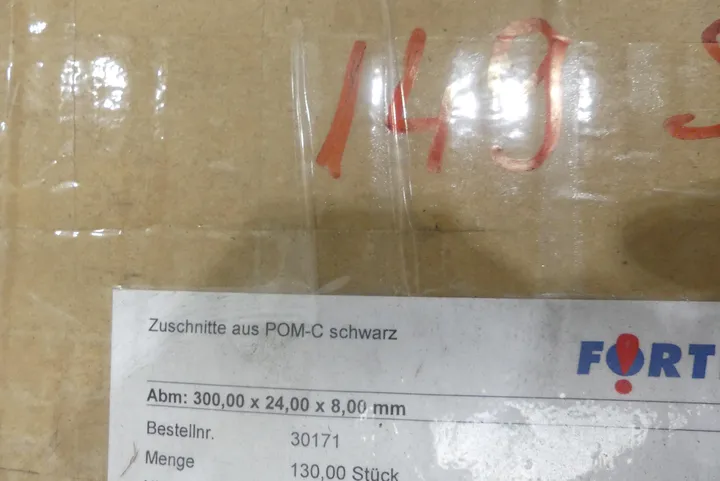 149 S
Zuschnitte aus POM-C schwarz
FORT
Abm: 300,00 x 24,00 x 8,00 mm
Bestellnr. 30171
Menge 130,00 Stück